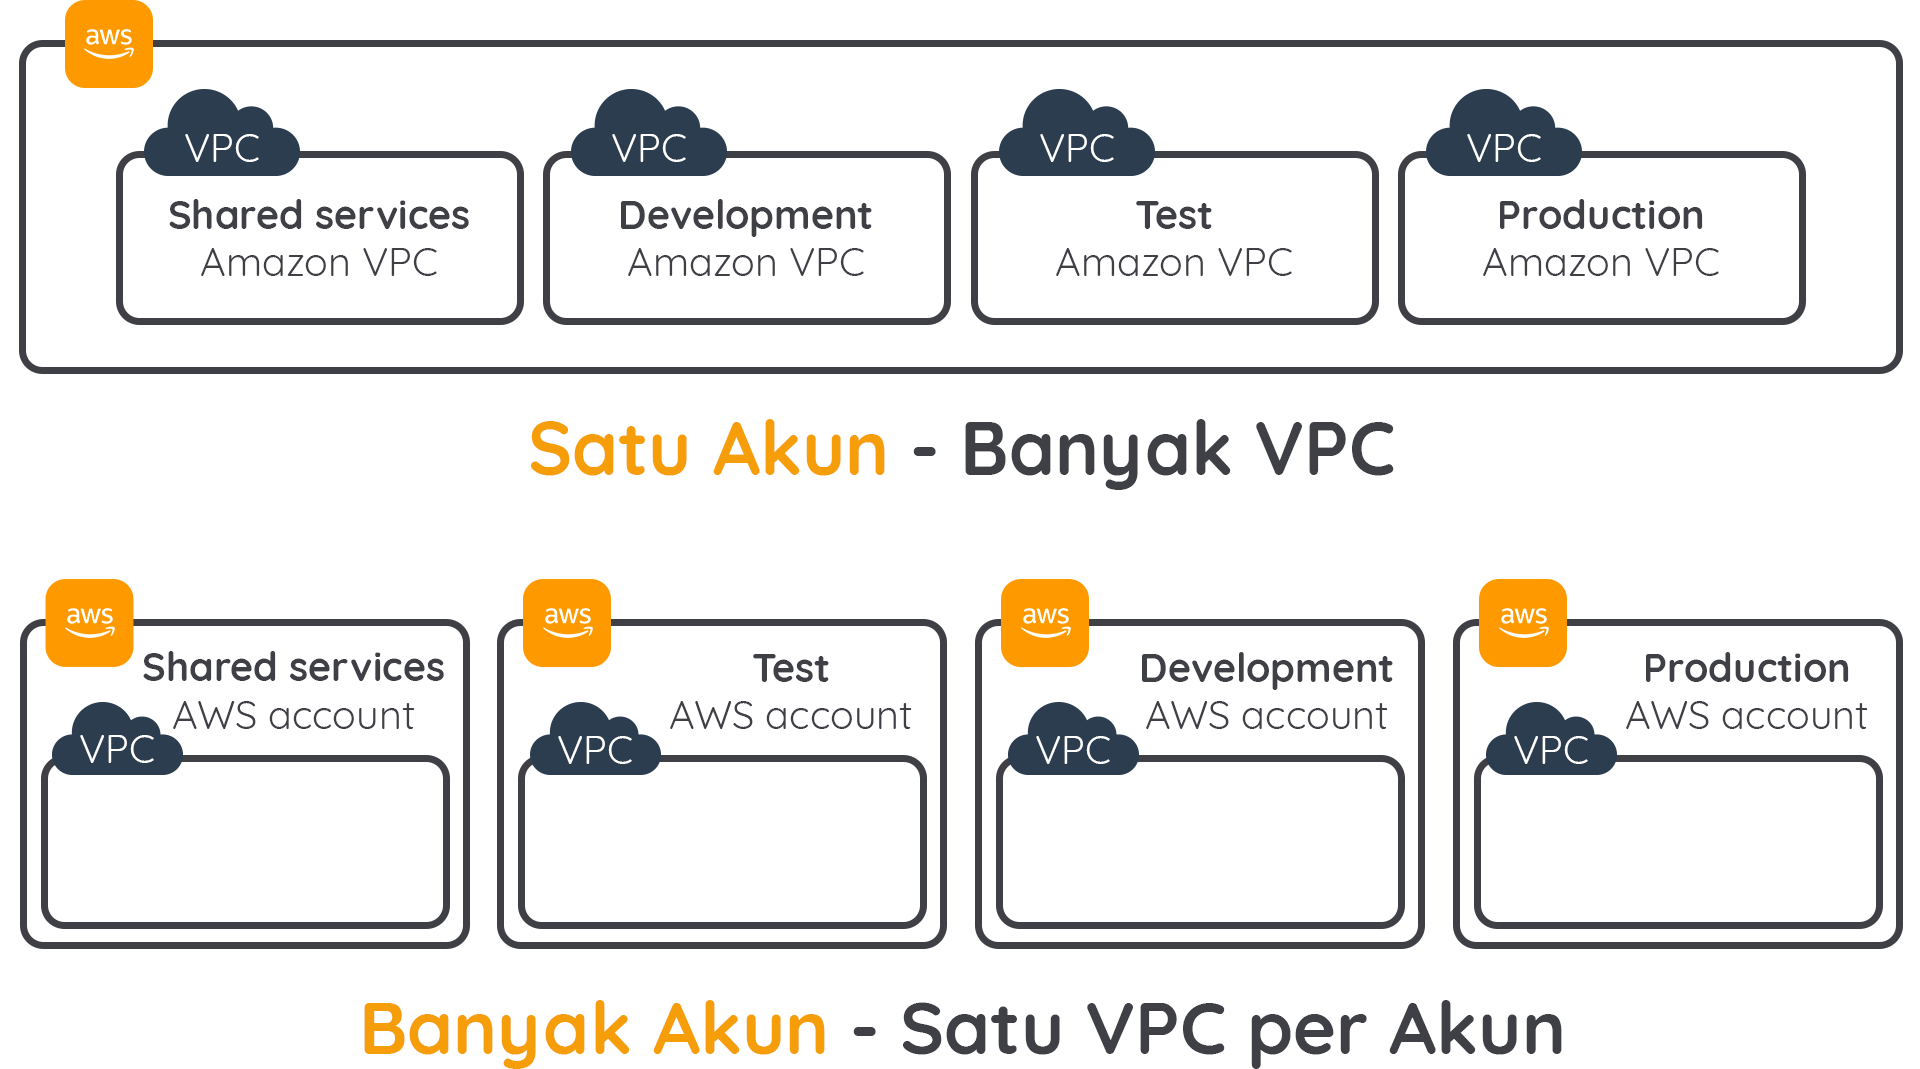 aws
VPC
Shared services
Amazon VPC
VPC
Development
Amazon VPC
VPC
Test
Amazon VPC
VPC
Production
Amazon VPC
Satu Akun - Banyak VPC
aws
Shared services
AWS account
VPC
aws
Test
AWS account
VPC
aws
Development
AWS account
VPC
aws
Production
AWS account
VPC
Banyak Akun - Satu VPC per Akun